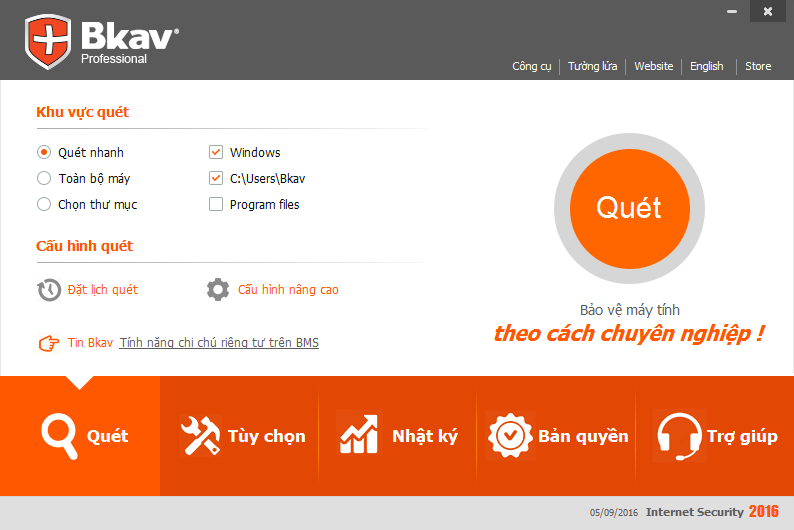 Bkav®
Professional
Công cụ | Tường lửa | Website | English | Store
Khu vực quét
Quét nhanh
Windows
Toàn bộ máy
C:\Users\Bkav
Chọn thư mục
Program files
Cấu hình quét
Đặt lịch quét
Cấu hình nâng cao
Tin Bkav Tính năng ghi chú riêng tư trên BMS
Quét
Bảo vệ máy tính
theo cách chuyên nghiệp !
Quét
Tùy chọn
Nhật ký
Bản quyền
Trợ giúp
05/09/2016 Internet Security 2016